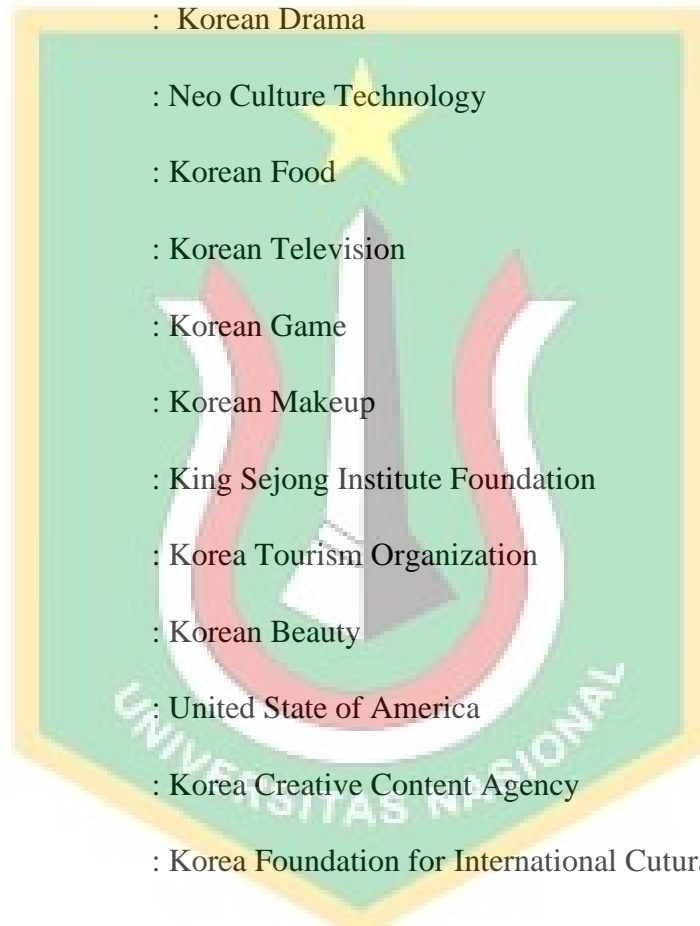 : Korean Drama
: Neo Culture Technology
: Korean Food
: Korean Television
: Korean Game
: Korean Makeup
: King Sejong Institute Foundation
: Korea Tourism Organization
: Korean Beauty
: United State of America
: Korea Creative Content Agency
: Korea Foundation for International
UNIVERSITAS NASIONAL